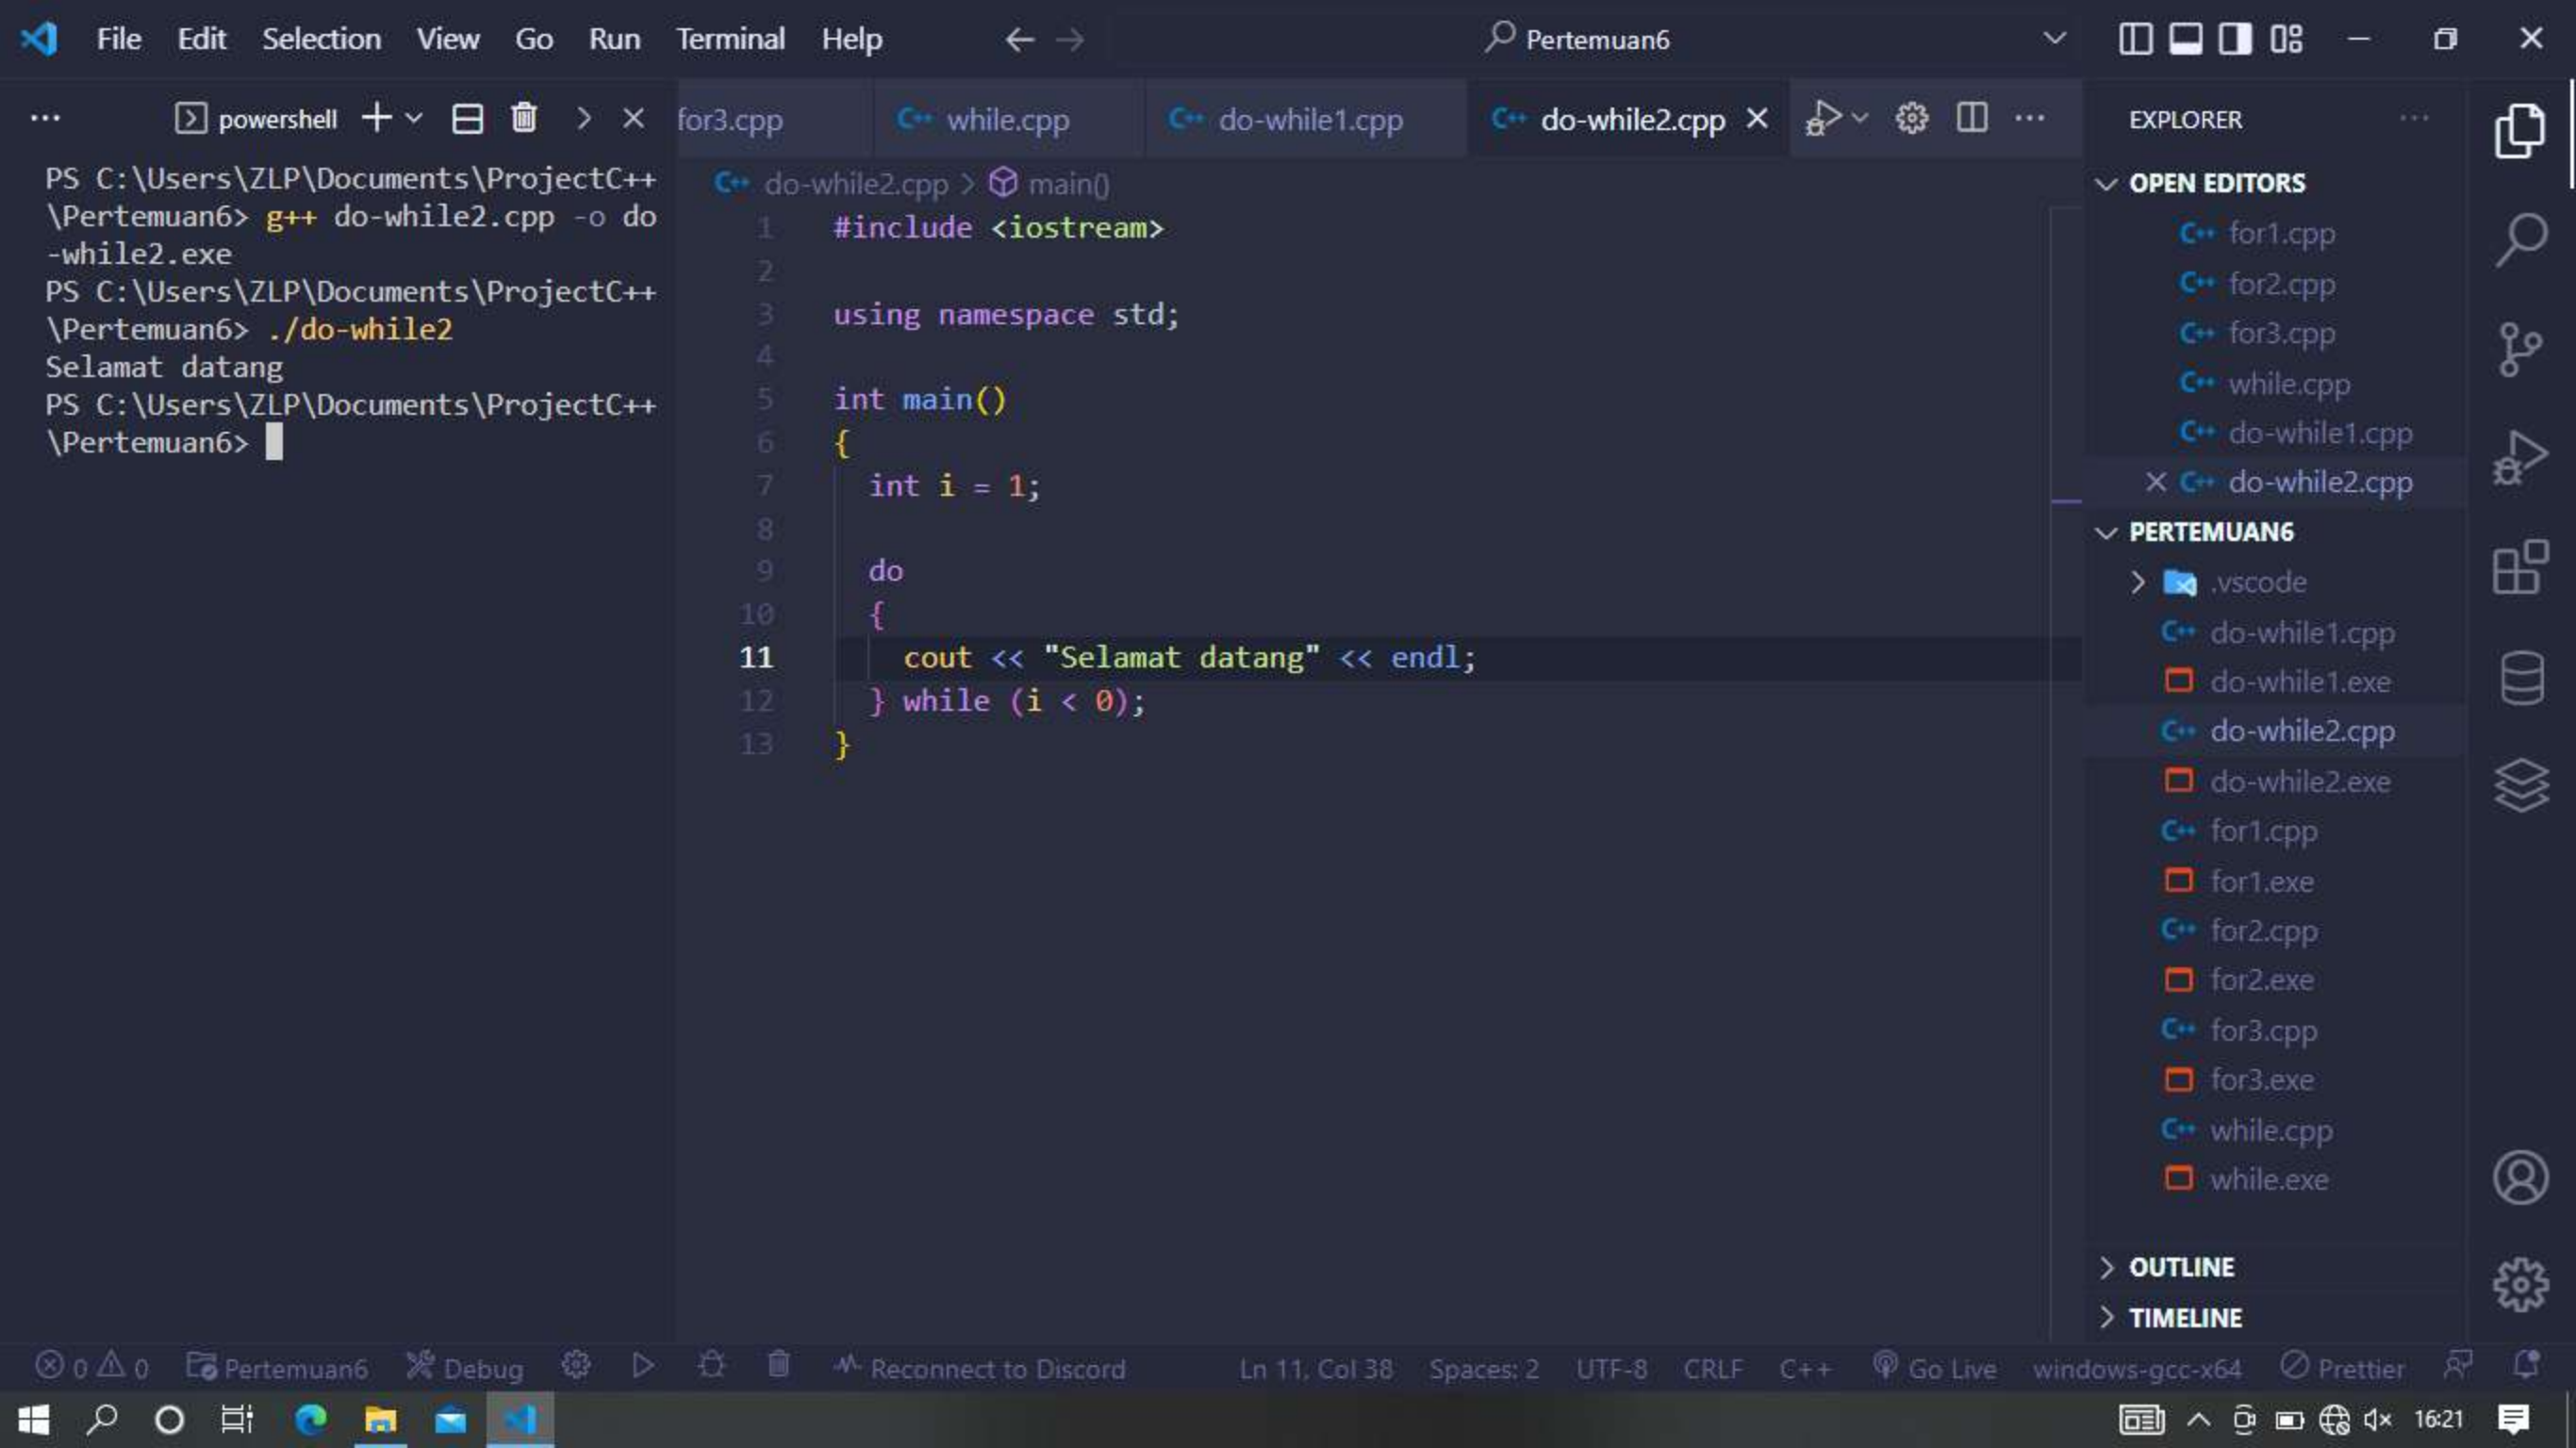 File Edit Selection View Go Run Terminal Help
Pertemuan6
powershell
for3.cpp
while.cpp
do-while1.cpp
do-while2.cpp
PS C:\Users\ZLP\Documents\ProjectC++
\Pertemuan6> g++ do-while2.cpp -o do
-while2.exe
PS C:\Users\ZLP\Documents\ProjectC++
\Pertemuan6> ./do-while2
Selamat datang
PS C:\Users\ZLP\Documents\ProjectC++
\Pertemuan6>
do-while2.cpp > main()
1 #include <iostream>
2
3 using namespace std;
4
5 int main()
6 {
7 int i = 1;
8
9 do
10 {
11 cout << "Selamat datang" << endl;
12 } while (i < 0);
13 }
EXPLORER
OPEN EDITORS
C++ for1.cpp
C++ for2.cpp
C++ for3.cpp
C++ while.cpp
C++ do-while1.cpp
C++ do-while2.cpp
PERTEMUAN6
.vscode
C++ do-while1.cpp
do-while1.exe
C++ do-while2.cpp
do-while2.exe
C++ for1.cpp
for1.exe
C++ for2.cpp
for2.exe
C++ for3.cpp
for3.exe
C++ while.cpp
while.exe
OUTLINE
TIMELINE
0 0 Pertemuan6 Debug Reconnect to Discord Ln 11, Col 38 Spaces: 2 UTF-8 CRLF C++ Go Live windows-gcc-x64 Prettier
16:21